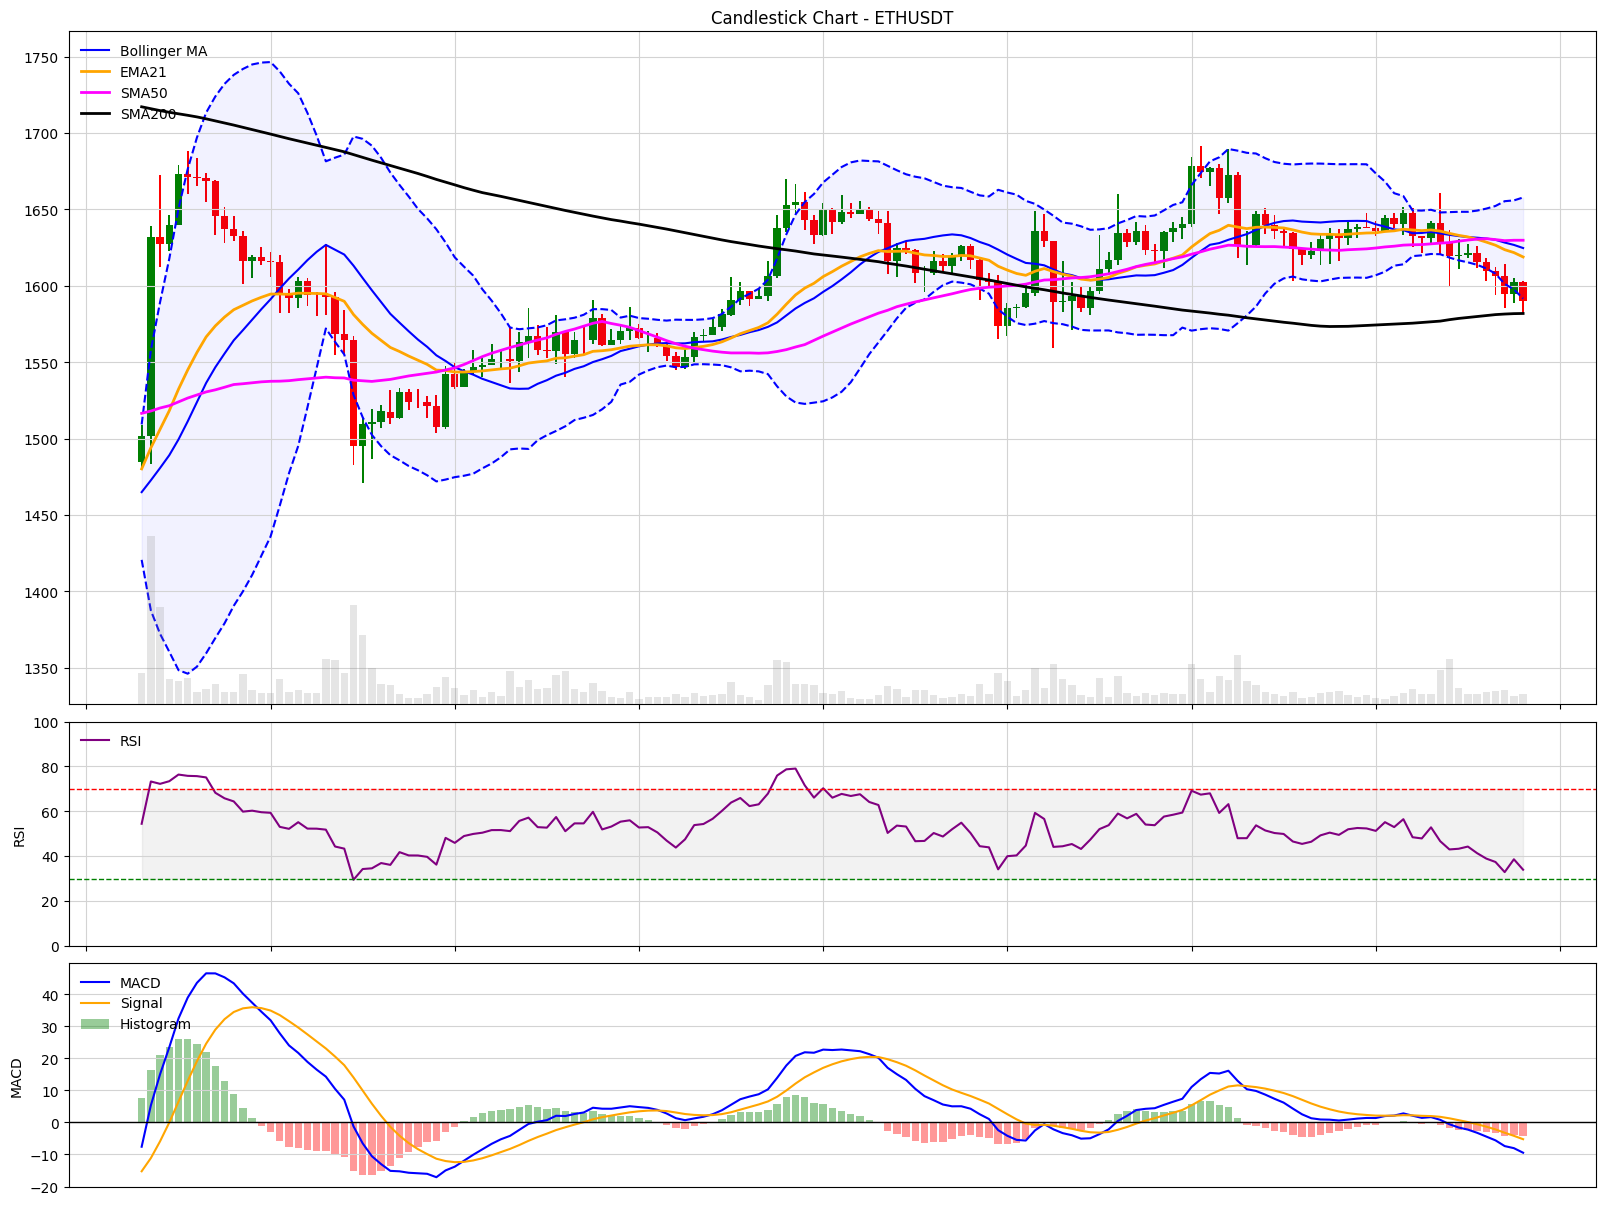 Candlestick Chart - ETHUSDT
Bollinger MA
EMA21
SMA50
SMA200
1750
1700
1650
1600
1550
1500
1450
1400
1350
RSI
100
80
60
40
20
0
RSI
MACD
Signal
Histogram
40
30
20
10
0
−10
−20
MACD